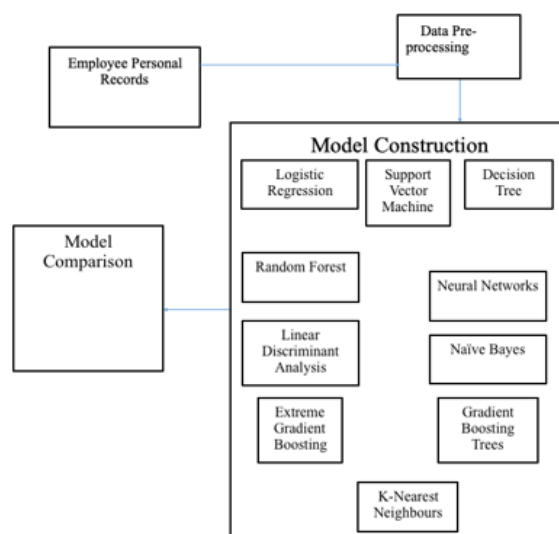 Data Pre-
processing
Employee Personal
Records
Model Construction
Logistic
Regression
Support
Vector
Machine
Decision
Tree
Model
Comparison
Random Forest
Neural Networks
Linear
Discriminant
Analysis
Naïve Bayes
Extreme
Gradient
Boosting
Gradient
Boosting
Trees
K-Nearest
Neighbours